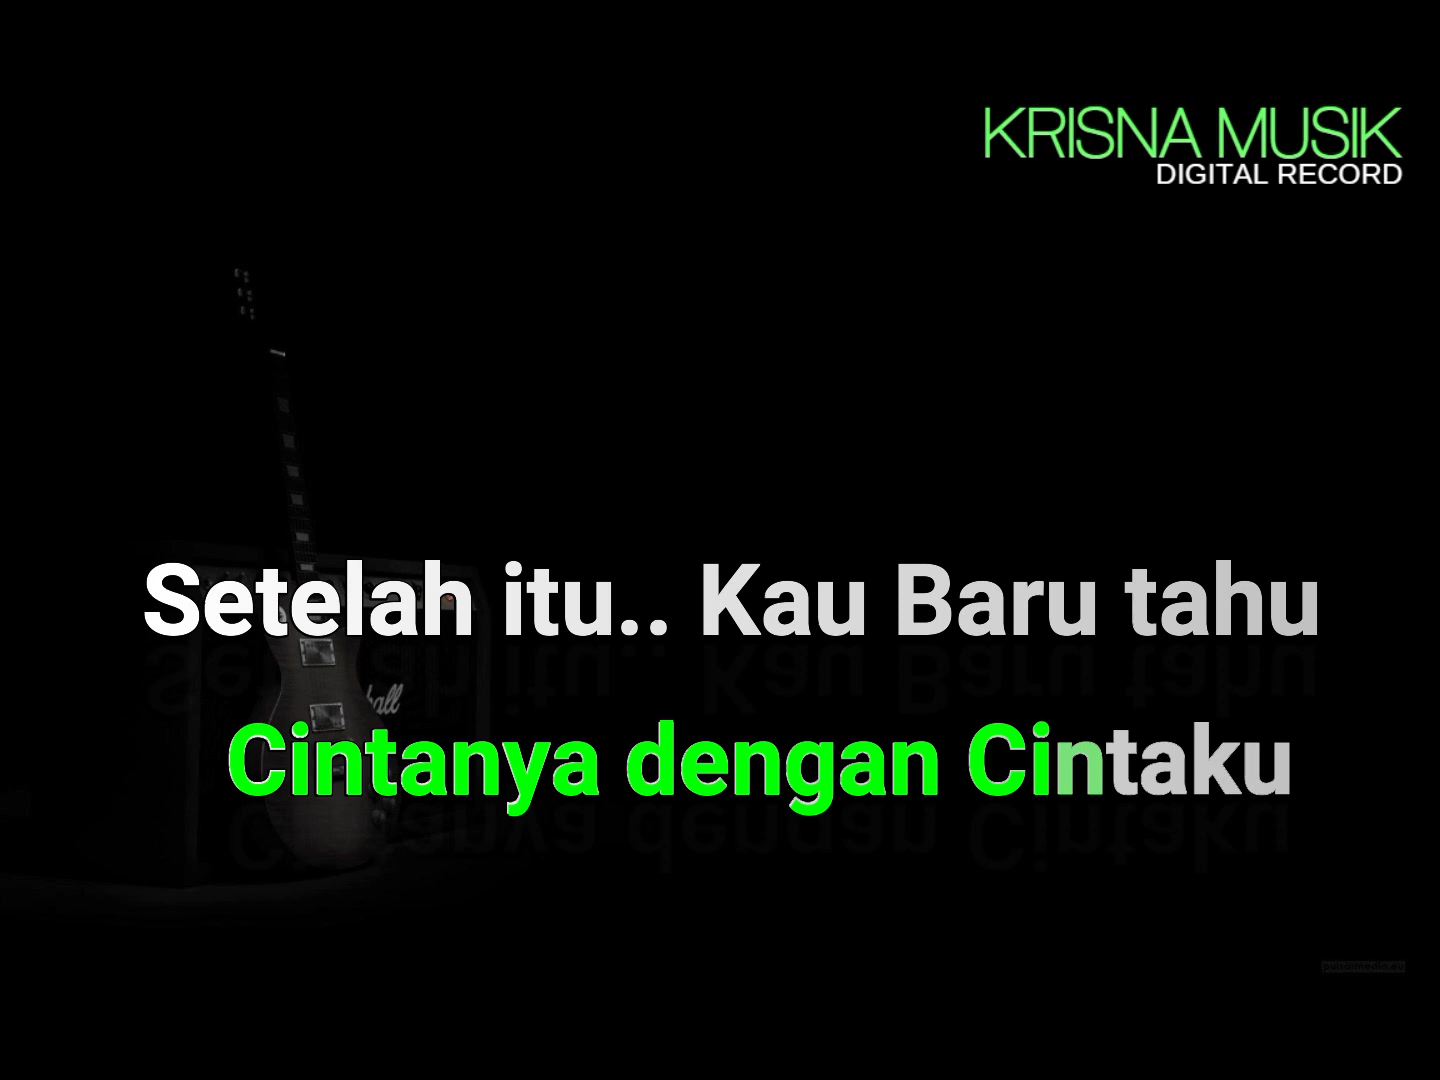 KRISNA MUSIK
DIGITAL RECORD
Setelah itu.. Kau Baru tahu
Cintanya dengan Cintaku